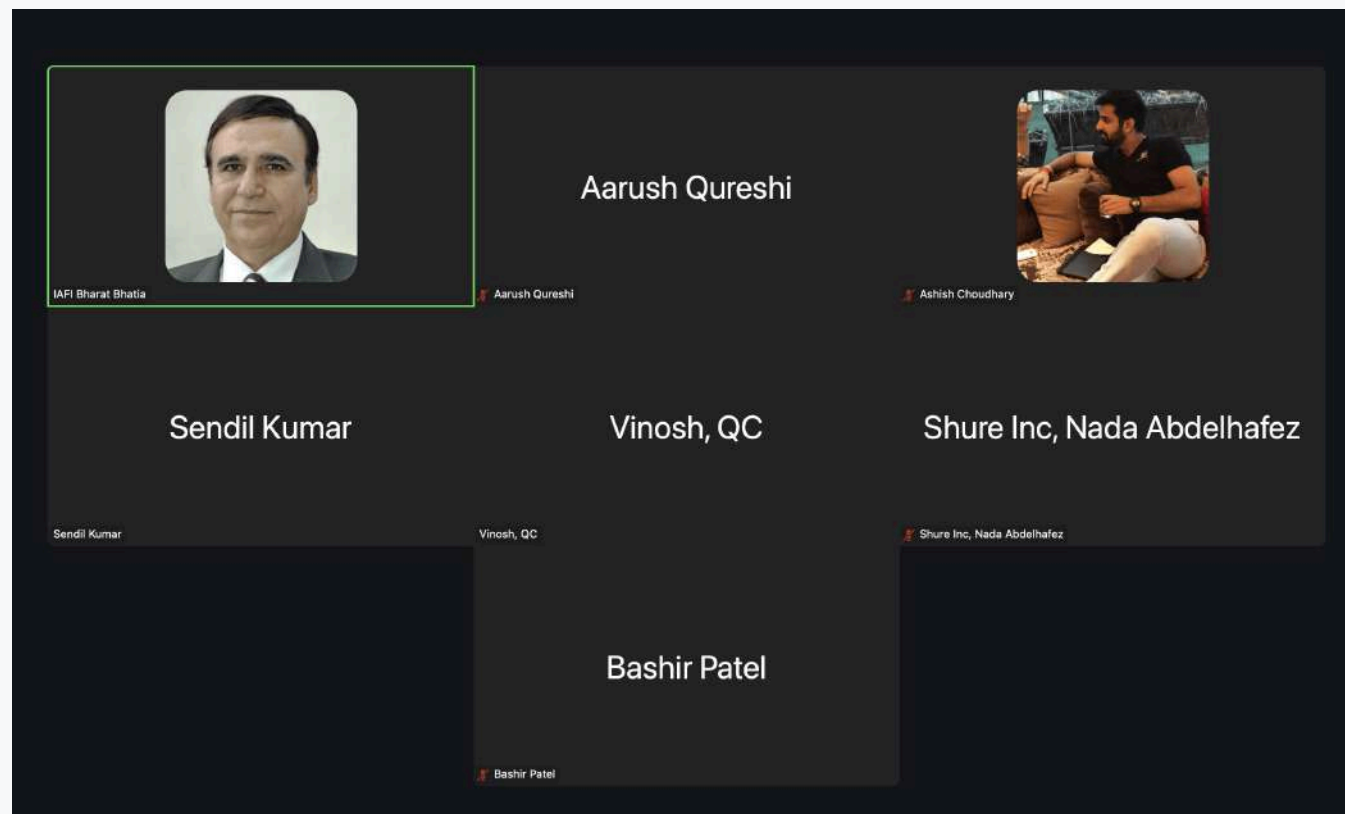 IAFI Bharat Bhatia
Aarush Qureshi
Aarush Qureshi
Ashish Choudhary
Sendil Kumar
Sendil Kumar
Vinosh, QC
Vinosh, QC
Shure Inc, Nada Abdelhafez
Shure Inc, Nada Abdelhafez
Bashir Patel
Bashir Patel